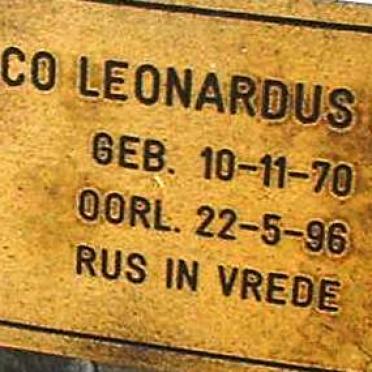 CO LEONARDUS
GEB. 10-11-70
OORL. 22-5-96
RUS IN VREDE